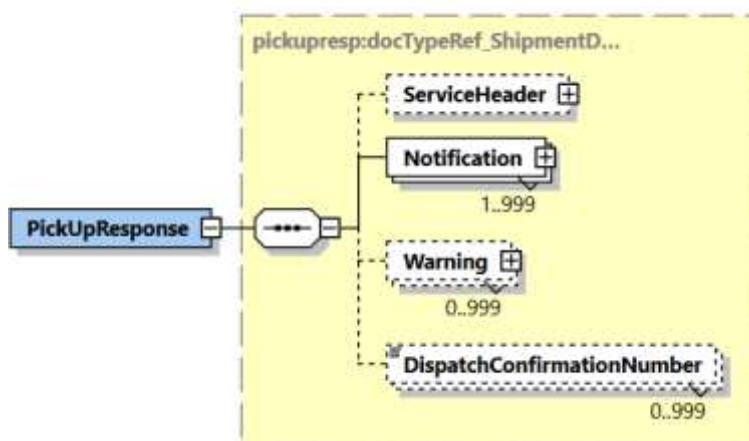 pickupresp:docTypeRef_ShipmentD...
ServiceHeader
Notification
1..999
PickUpResponse
Warning
0..999
DispatchConfirmationNumber
0..999